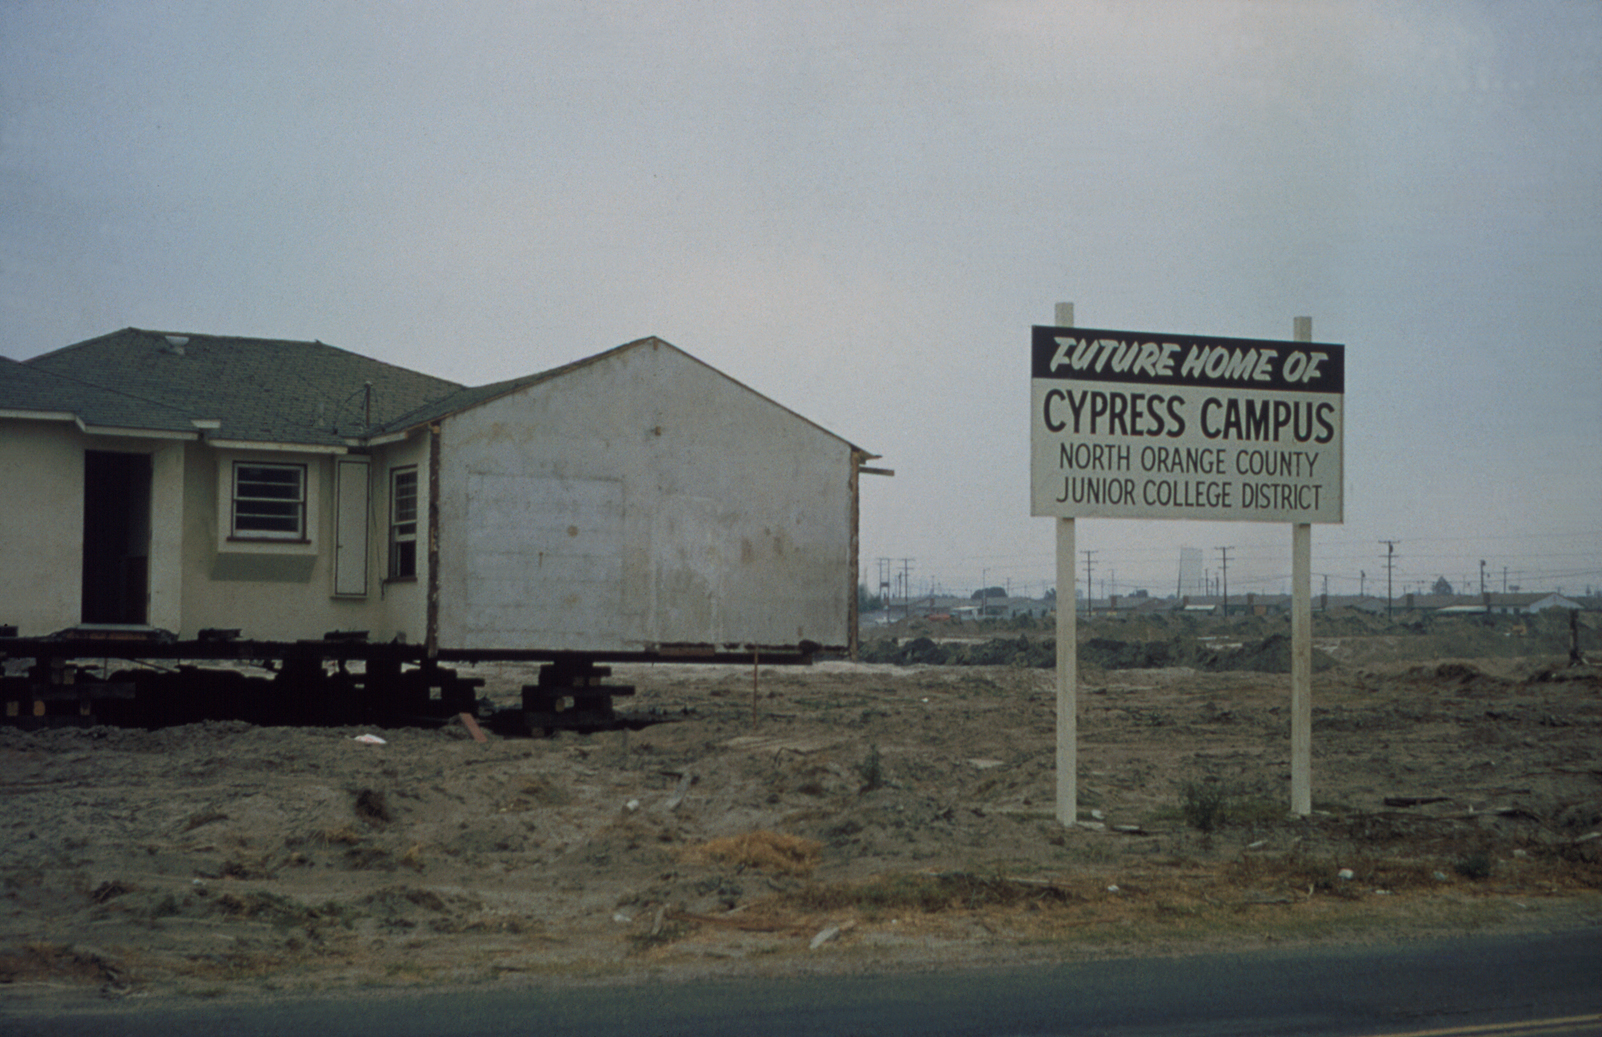 FUTURE HOME OF
CYPRESS CAMPUS
NORTH ORANGE COUNTY
JUNIOR COLLEGE DISTRICT